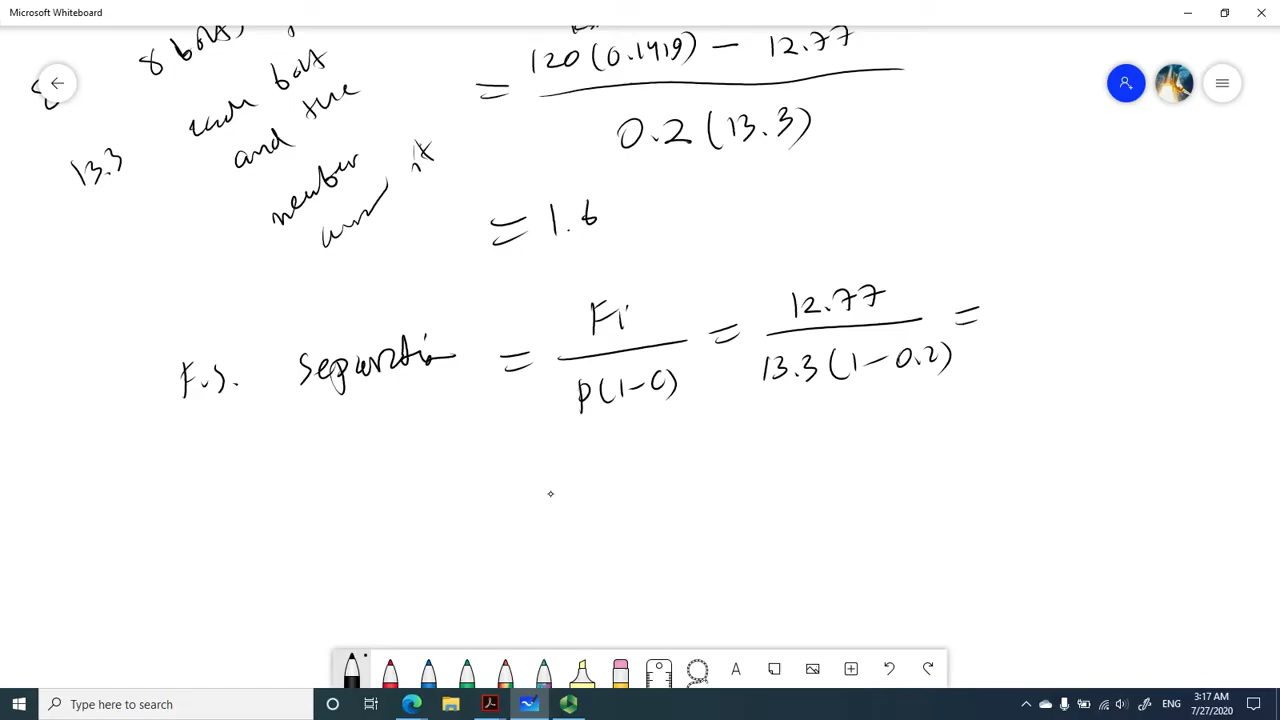 Microsoft Whiteboard
8 bolts,
each bolt
and the
member
13.3
it
120 (0.1419) - 12.77
=
0.2 (13.3)
= 1.6
F.S. Separation = Fi / P(1-C) = 12.77 / 13.3 (1-0.2) =
A
Type here to search
ENG
3:17 AM
7/27/2020